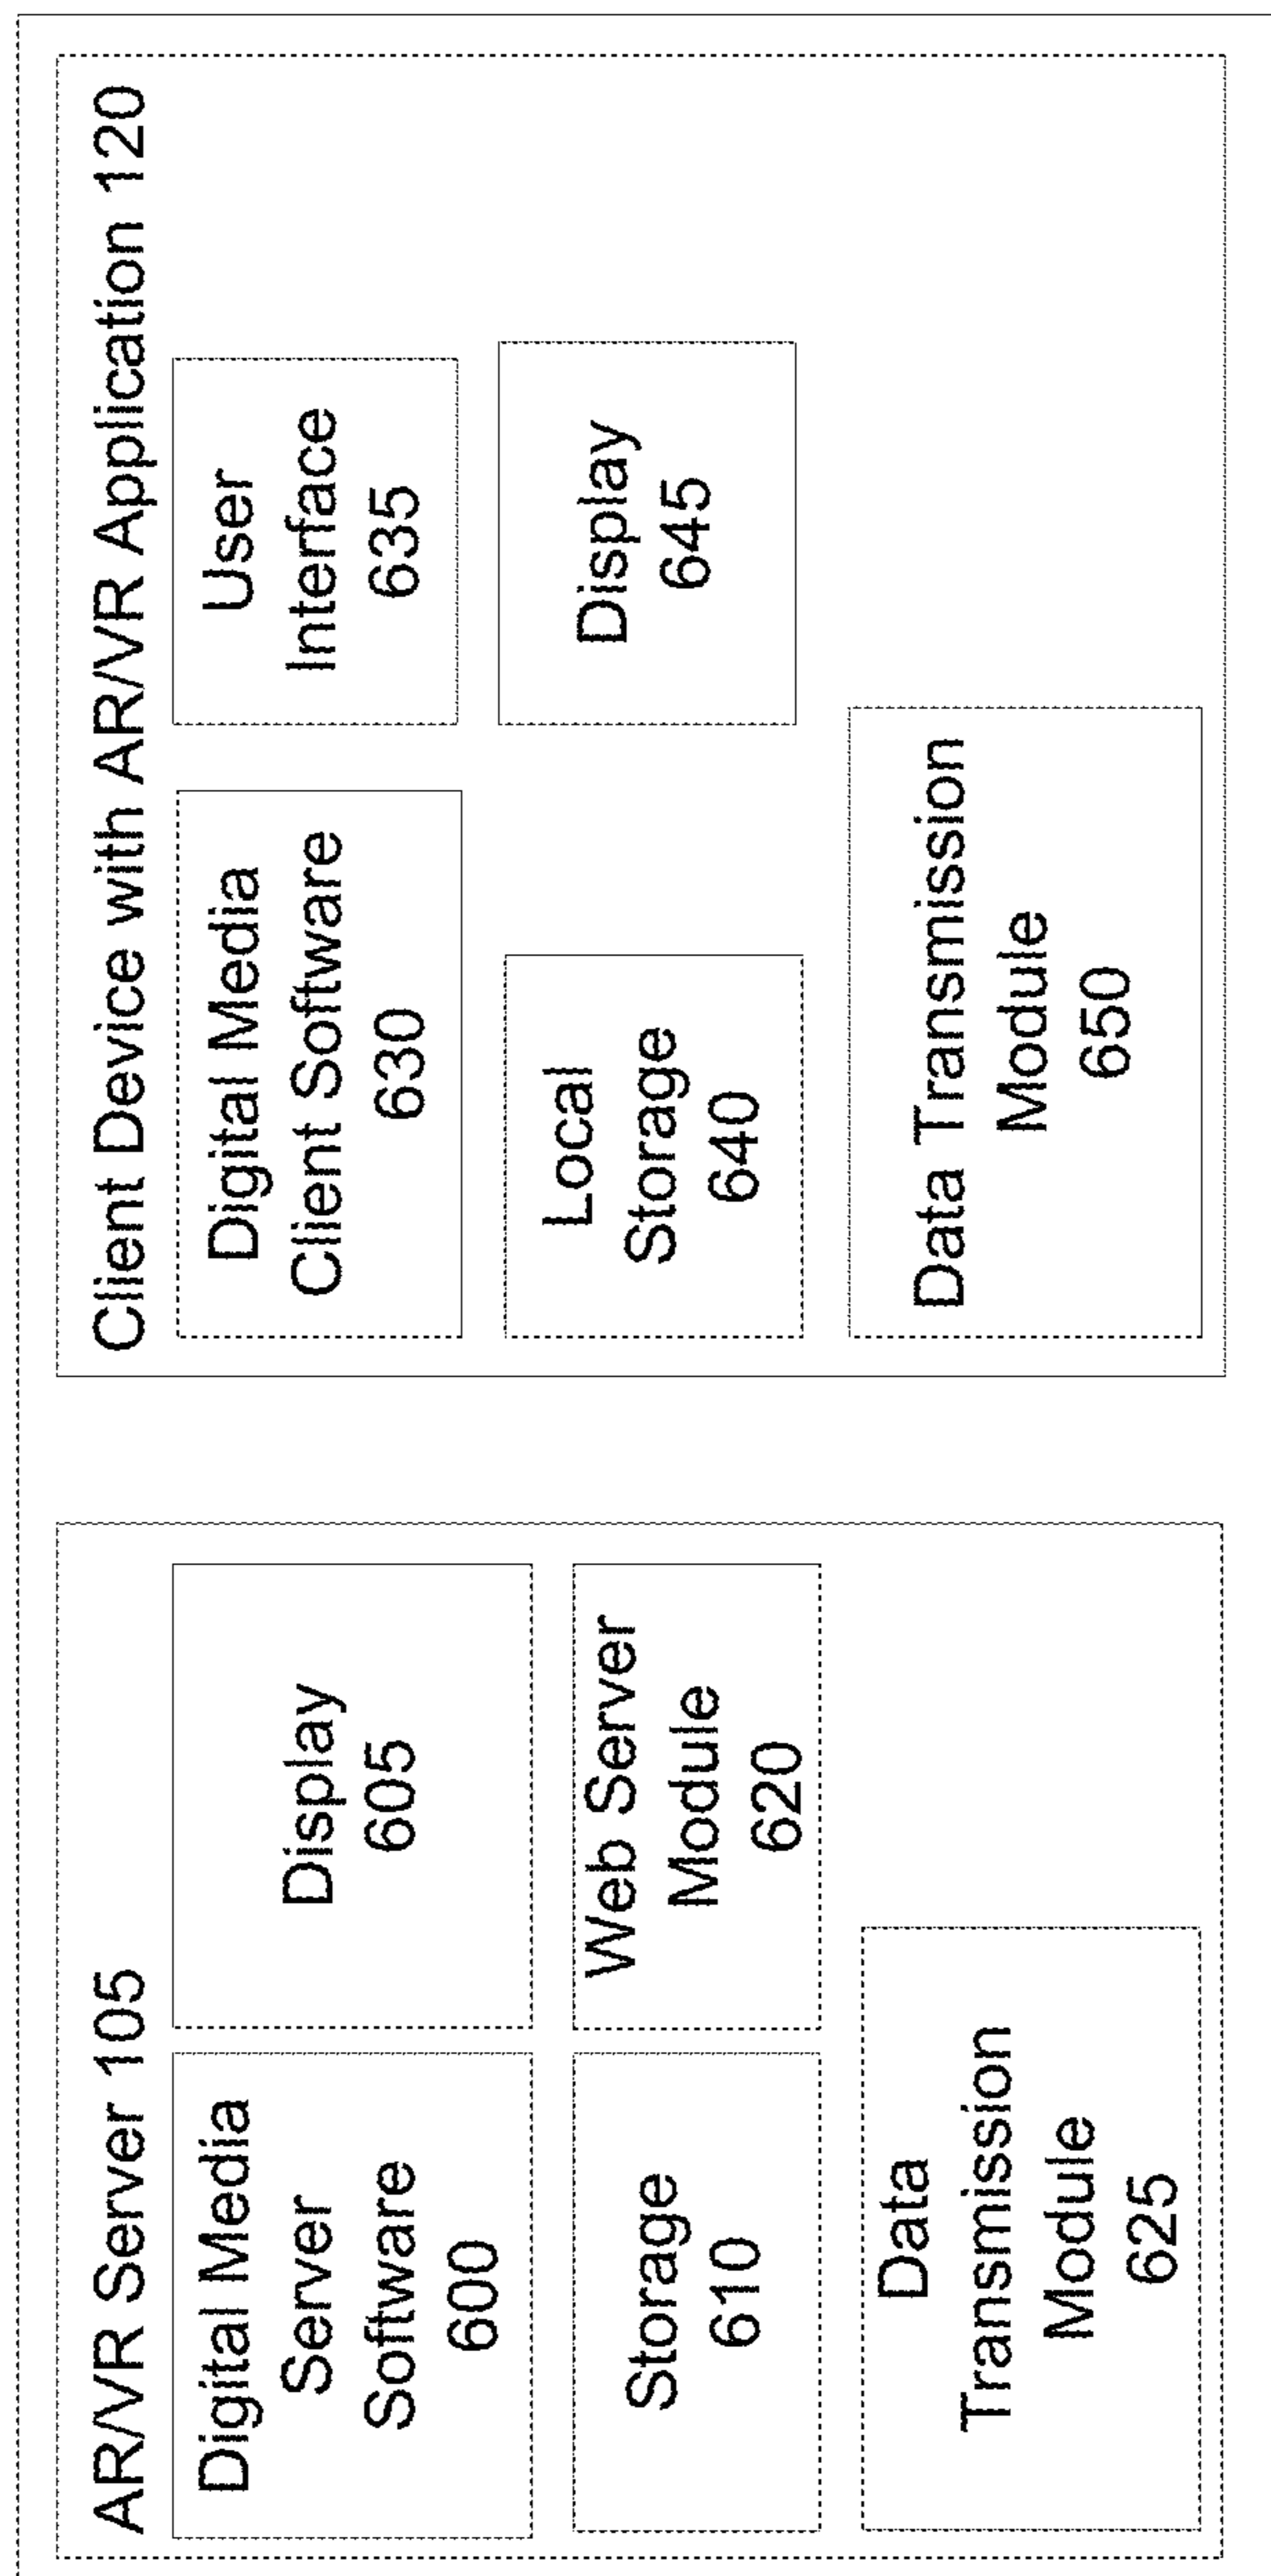 AR/VR Server 105
Digital Media
Server
Software
600
Display
605
Storage
610
Web Server
Module
620
Data
Transmission
Module
625
Client Device with AR/VR Application 120
Digital Media
Client Software
630
User
Interface
635
Local
Storage
640
Display
645
Data Transmission
Module
650